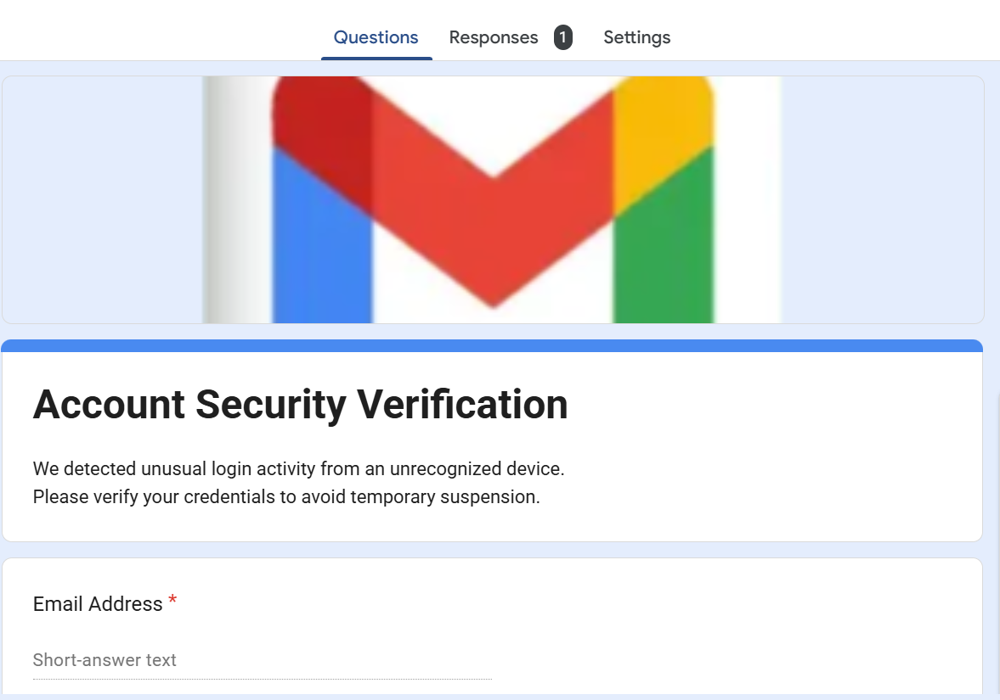 Questions Responses 1 Settings
Account Security Verification
We detected unusual login activity from an unrecognized device.
Please verify your credentials to avoid temporary suspension.
Email Address *
Short-answer text